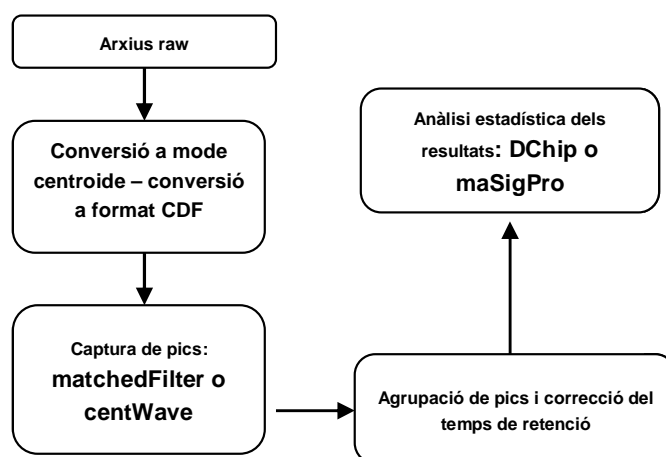 Arxius raw
Conversió a mode
centroide – conversió
a format CDF
Captura de pics:
matchedFilter o
centWave
Agrupació de pics i correcció del
temps de retenció
Anàlisi estadística dels
resultats: DChip o
maSigPro